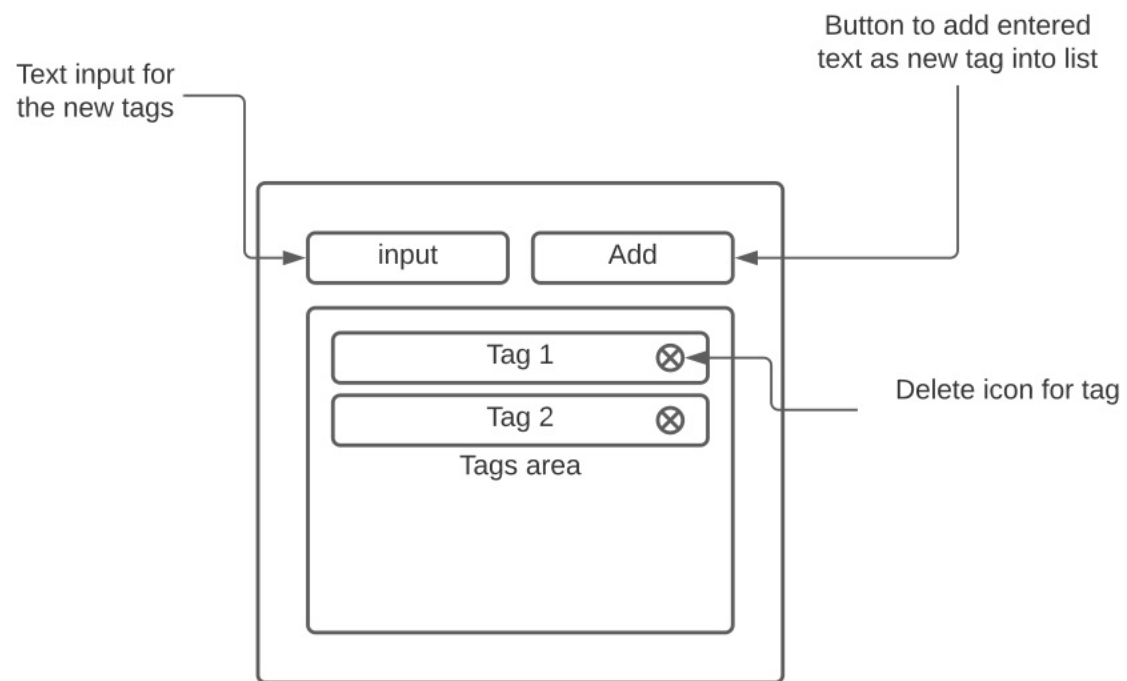 Button to add entered
text as new tag into list
Text input for
the new tags
input
Add
Tag 1
Delete icon for tag
Tag 2
Tags area